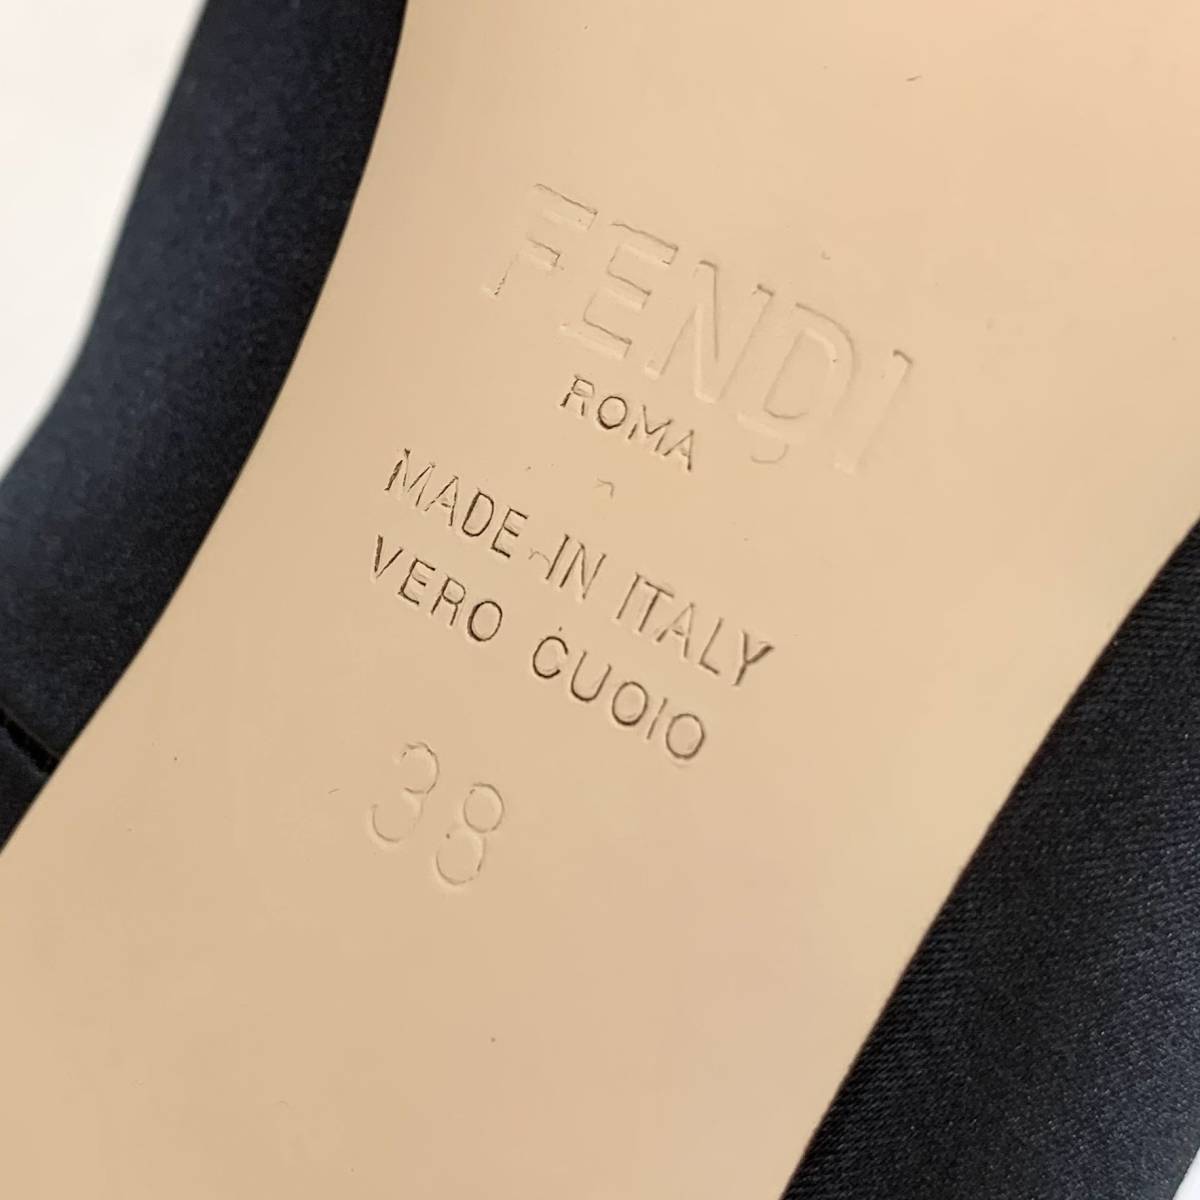 FENDI
ROMA
MADE IN ITALY
VERO CUOIO
38